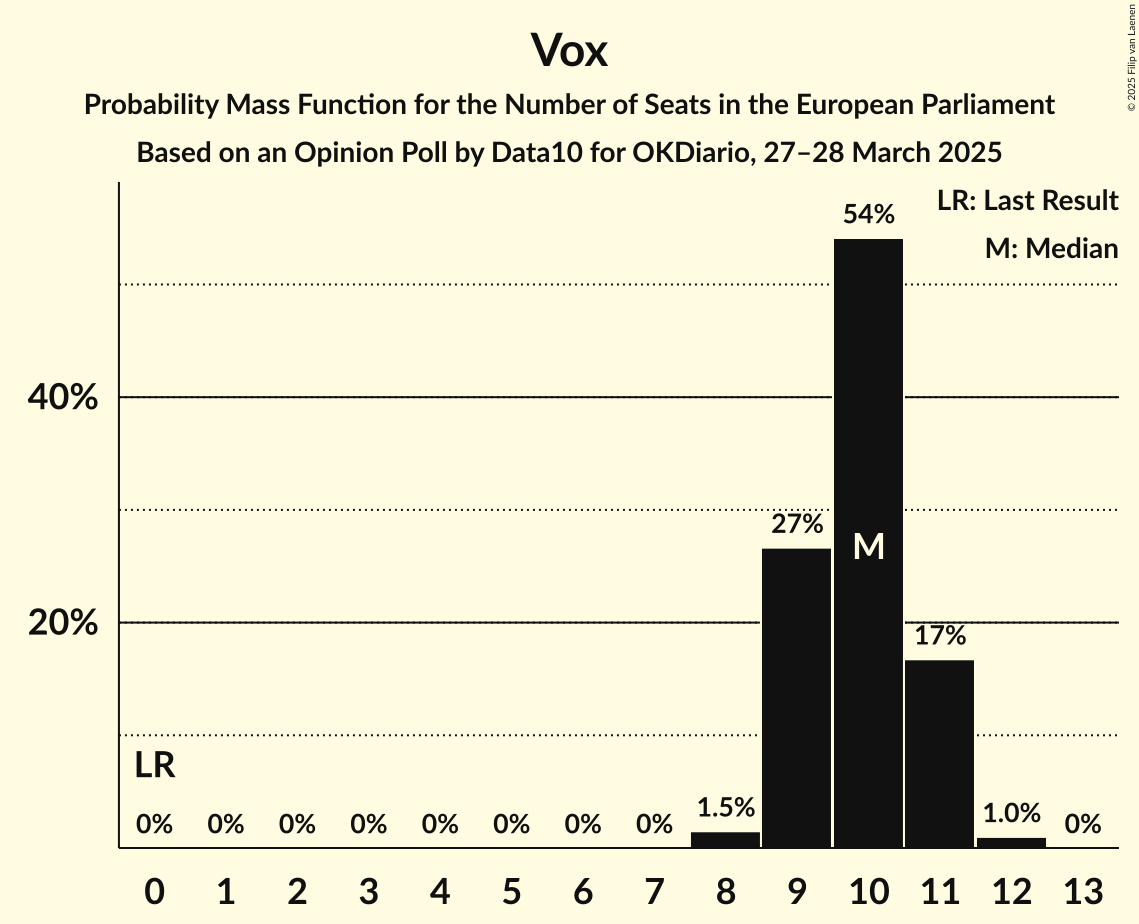 Vox
Probability Mass Function for the Number of Seats in the European Parliament
Based on an Opinion Poll by Data10 for OKDiario, 27–28 March 2025
© 2025 Filip van Laenen
LR: Last Result
M: Median
54%
40%
27%
M
20%
17%
LR
0% 0% 0% 0% 0% 0% 0% 0% 1.5% 1.0% 0%
0 1 2 3 4 5 6 7 8 9 10 11 12 13